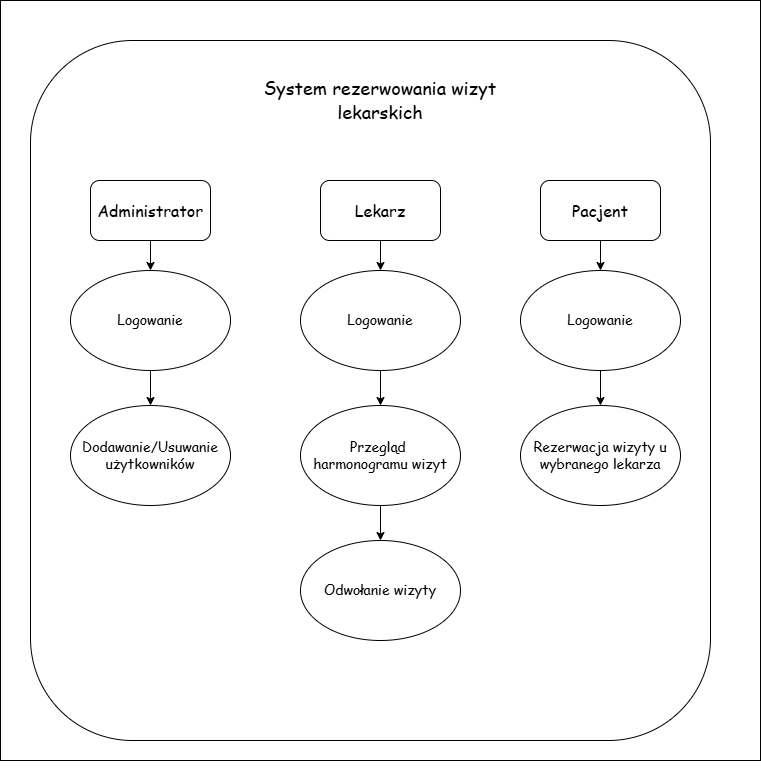 System rezerwowania wizyt
lekarskich
Administrator
Lekarz
Pacjent
Logowanie
Logowanie
Logowanie
Dodawanie/Usuwanie
użytkowników
Przegląd
harmonogramu wizyt
Rezerwacja wizyty u
wybranego lekarza
Odwołanie wizyty